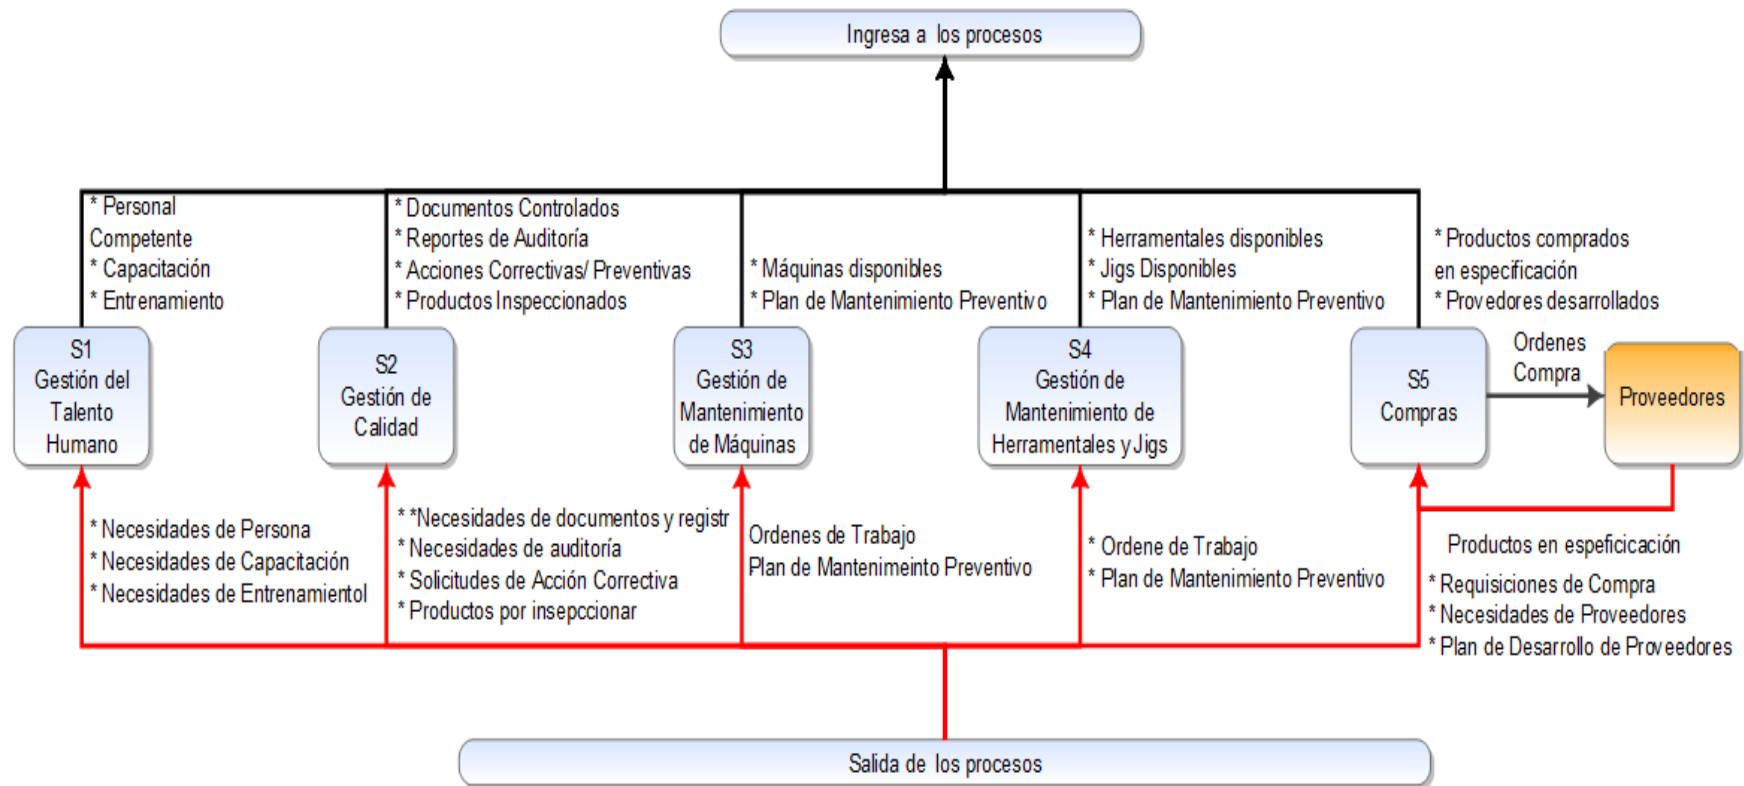 Ingresa a los procesos
* Personal
Competente
* Capacitación
* Entrenamiento
* Documentos Controlados
* Reportes de Auditoría
* Acciones Correctivas/ Preventivas
* Productos Inspeccionados
* Máquinas disponibles
* Plan de Mantenimiento Preventivo
* Herramentales disponibles
* Jigs Disponibles
* Plan de Mantenimiento Preventivo
* Productos comprados
en especificación
* Provedores desarrollados
S1
Gestión del
Talento
Humano
S2
Gestión de
Calidad
S3
Gestión de
Mantenimiento
de Máquinas
S4
Gestión de
Mantenimiento de
Herramentales y Jigs
S5
Compras
Ordenes
Compra
Proveedores
* Necesidades de Persona
* Necesidades de Capacitación
* Necesidades de Entrenamientol
* *Necesidades de documentos y registr
* Necesidades de auditoría
* Solicitudes de Acción Correctiva
* Productos por insepccionar
Ordenes de Trabajo
Plan de Mantenimeinto Preventivo
* Ordene de Trabajo
* Plan de Mantenimiento Preventivo
Productos en espeficicación
* Requisiciones de Compra
* Necesidades de Proveedores
* Plan de Desarrollo de Proveedores
Salida de los procesos